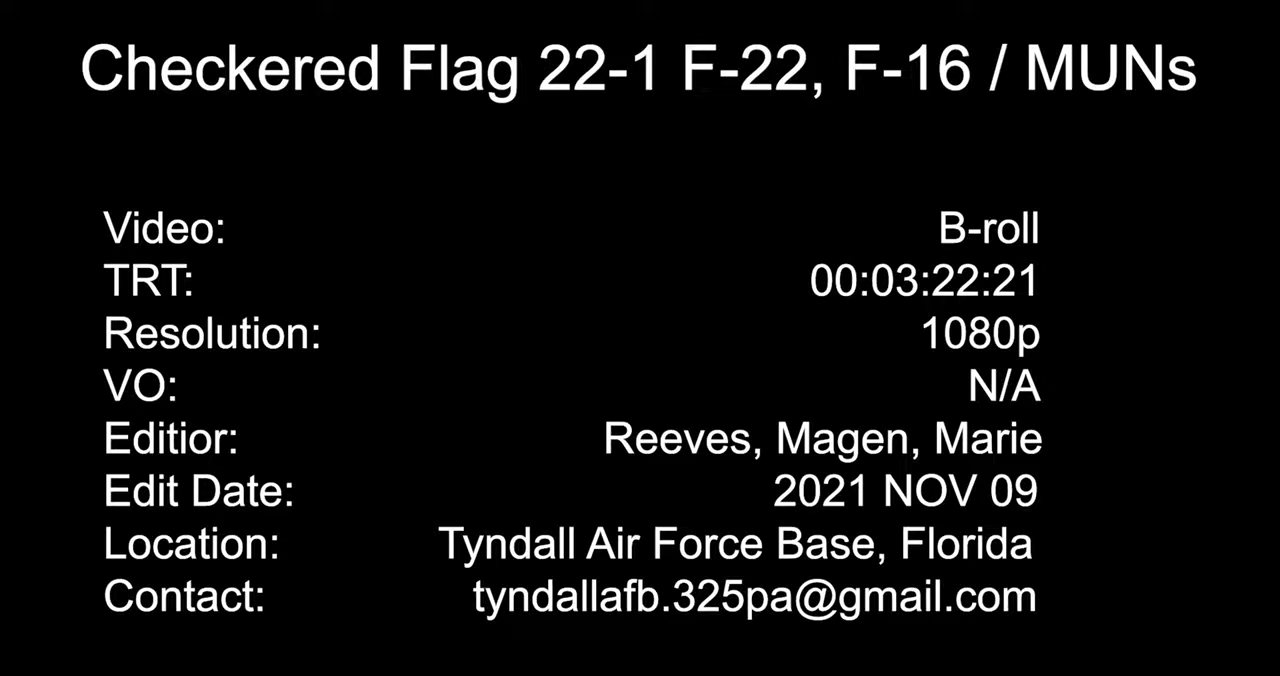 Checkered Flag 22-1 F-22, F-16 / MUNs
Video: B-roll
TRT: 00:03:22:21
Resolution: 1080p
VO: N/A
Editior: Reeves, Magen, Marie
Edit Date: 2021 NOV 09
Location: Tyndall Air Force Base, Florida
Contact: tyndallafb.325pa@gmail.com